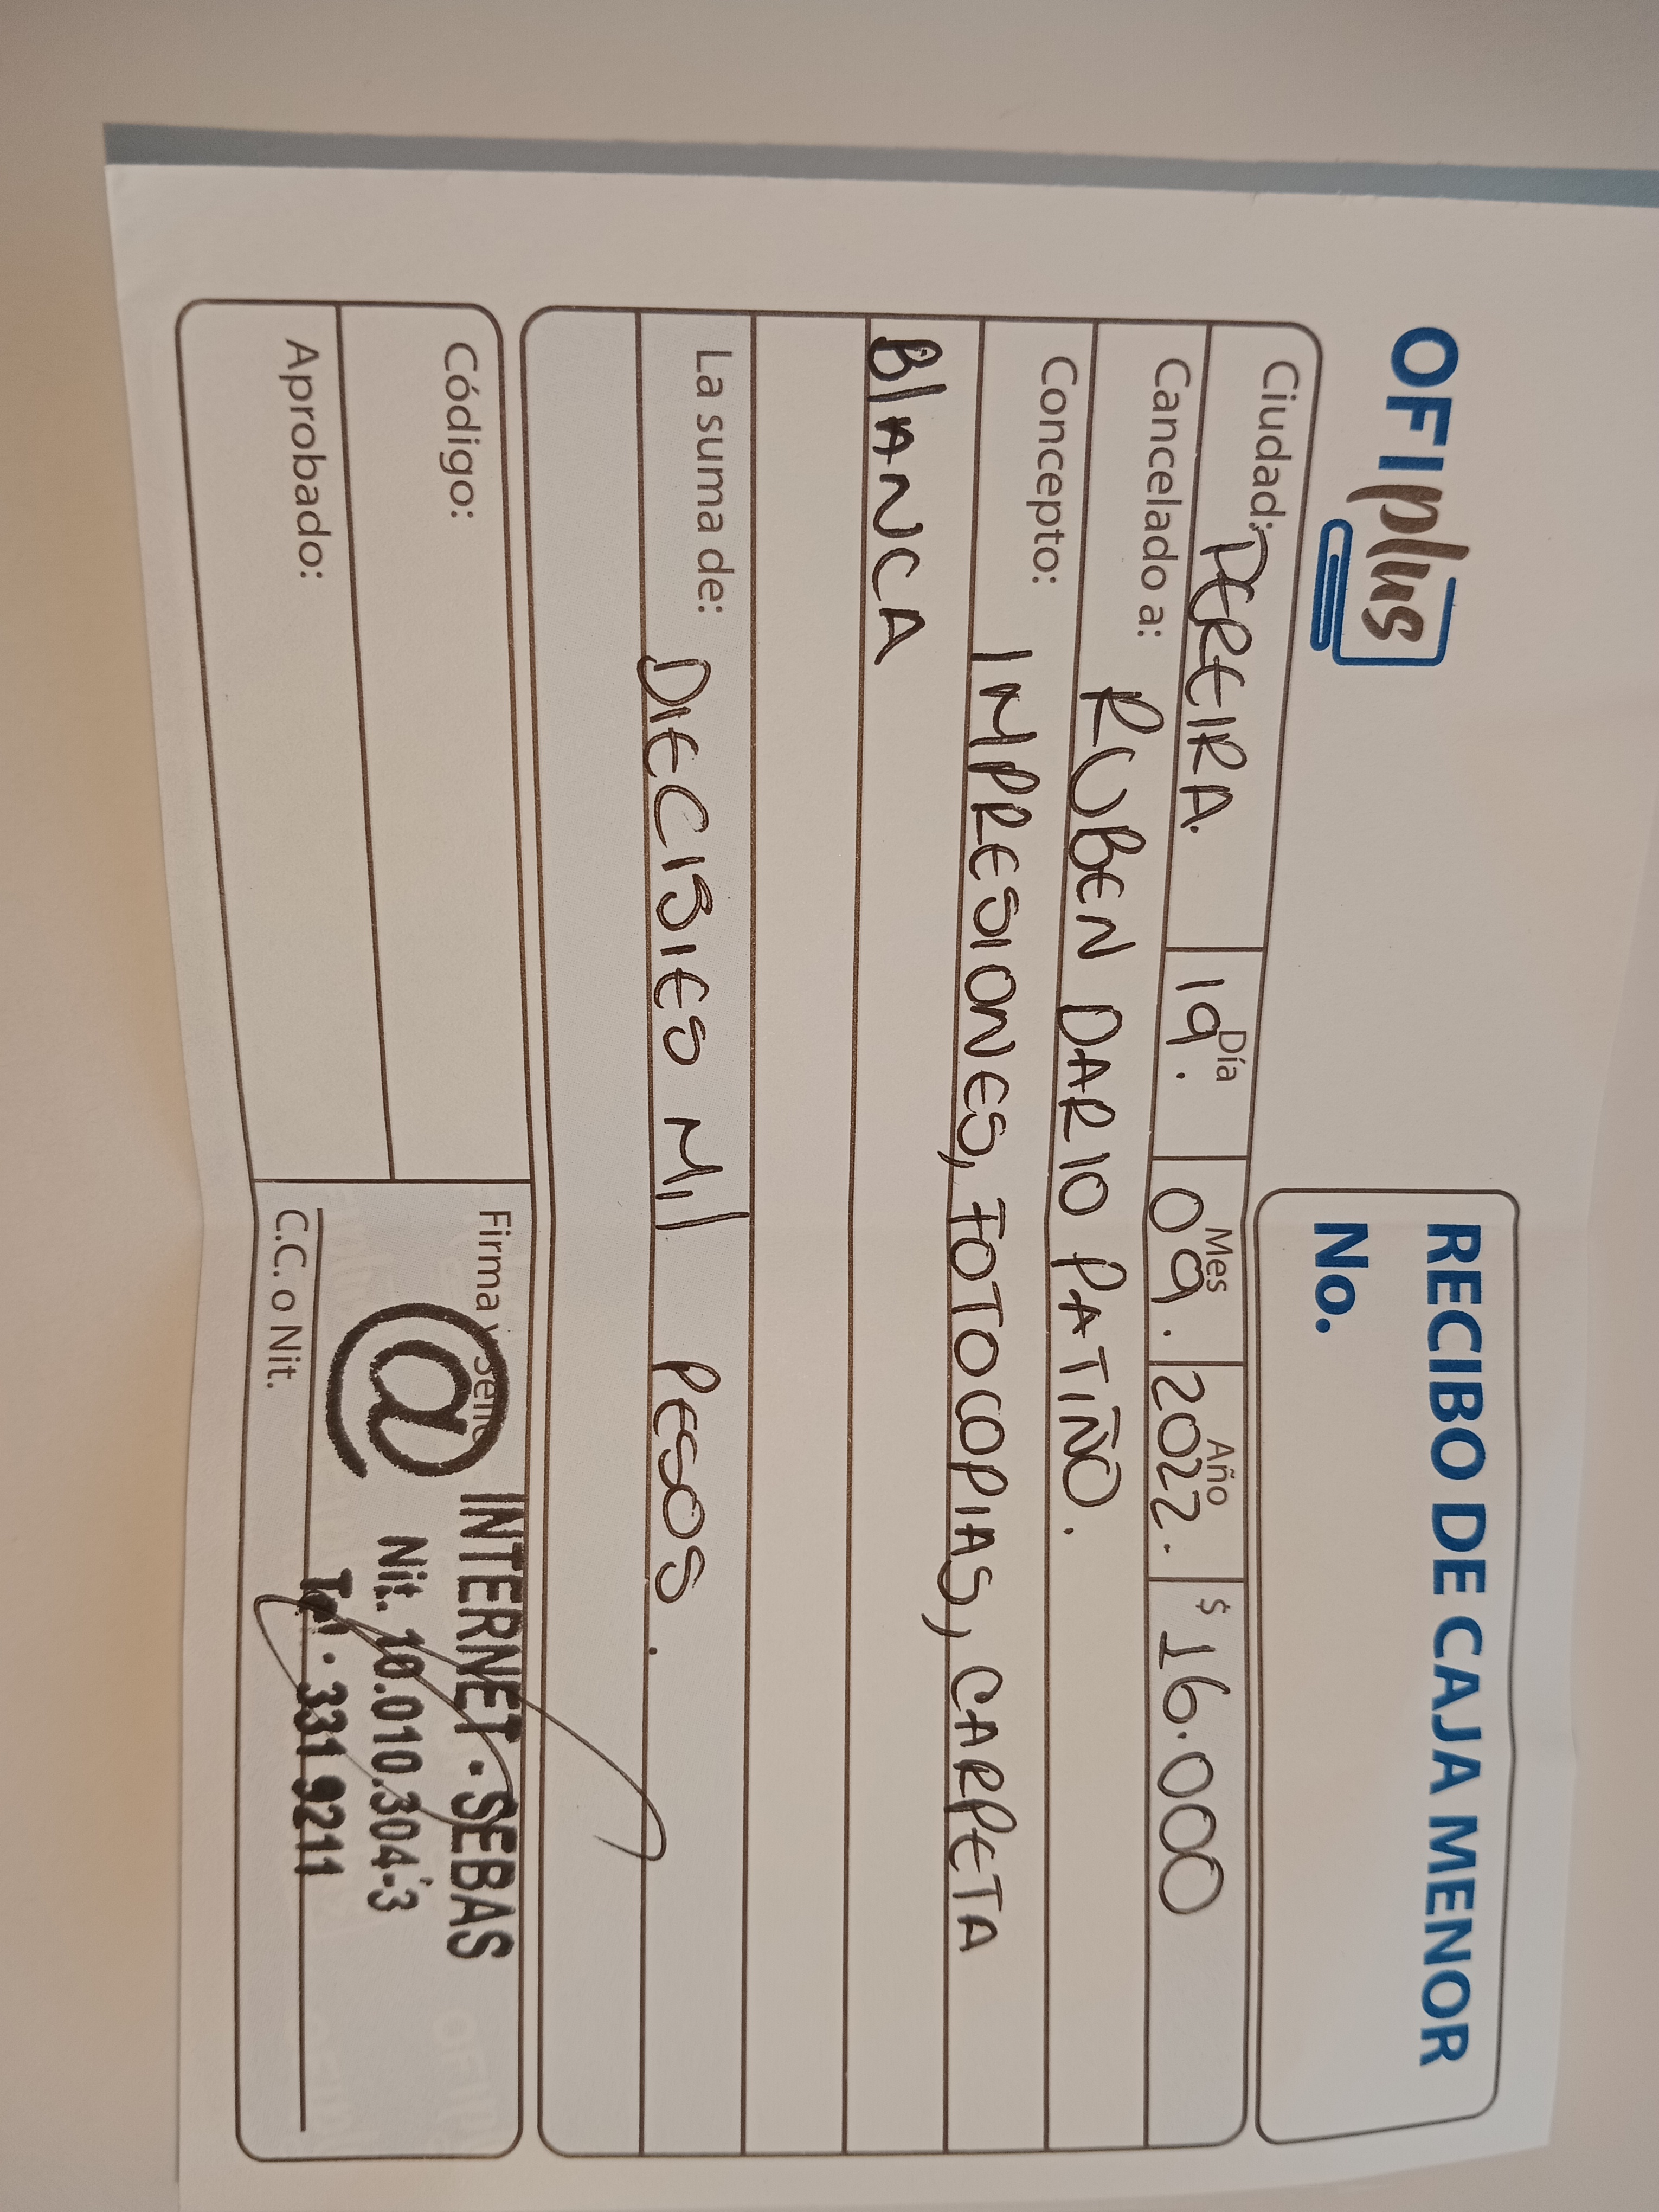 OFIplus
RECIBO DE CAJA MENOR
No.
Ciudad: PEREIRA.
Día 19.
Mes 09.
Año 2022.
$ 16.000
Cancelado a: RUBEN DARIO PATIÑO.
Concepto: IMPRESIONES, FOTOCOPIAS, CARPETA
BlANCA
La suma de: DIECISIES MIl PESOS.
Código:
Aprobado:
Firma y Sello
@ INTERNET·SEBAS
Nit. 10.010.304-3
Tel·331 9211
C.C. o Nit.